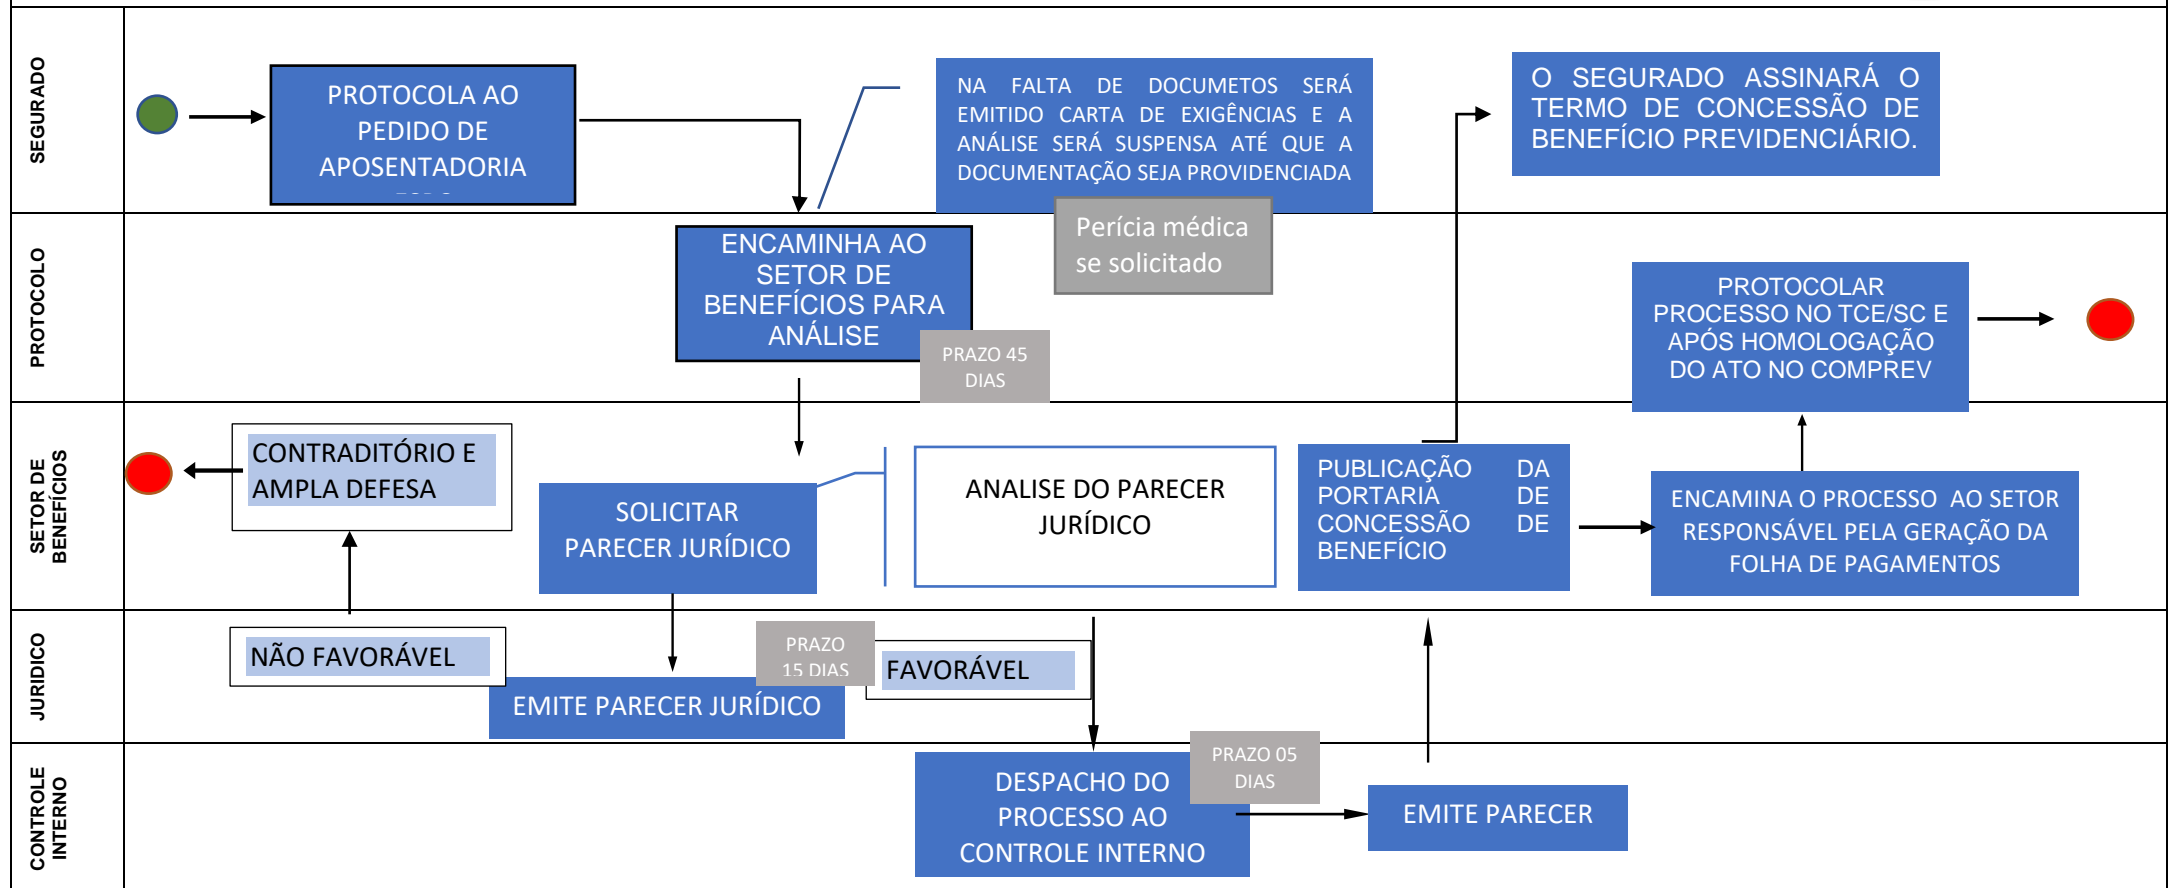 SEGURADO
PROTOCOLA AO
PEDIDO DE
APOSENTADORIA
NA FALTA DE DOCUMETOS SERÁ
EMITIDO CARTA DE EXIGÊNCIAS E A
ANÁLISE SERÁ SUSPENSA ATÉ QUE A
DOCUMENTAÇÃO SEJA PROVIDENCIADA
O SEGURADO ASSINARÁ O
TERMO DE CONCESSÃO DE
BENEFÍCIO PREVIDENCIÁRIO.
PROTOCOLO
ENCAMINHA AO
SETOR DE
BENEFÍCIOS PARA
ANÁLISE
PRAZO 45
DIAS
Perícia médica
se solicitado
PROTOCOLAR
PROCESSO NO TCE/SC E
APÓS HOMOLOGAÇÃO
DO ATO NO COMPREV
SETOR DE
BENEFÍCIOS
CONTRADITÓRIO E
AMPLA DEFESA
SOLICITAR
PARECER JURÍDICO
ANALISE DO PARECER
JURÍDICO
PUBLICAÇÃO DA
PORTARIA DE
CONCESSÃO DE
BENEFÍCIO
ENCAMINA O PROCESSO AO SETOR
RESPONSÁVEL PELA GERAÇÃO DA
FOLHA DE PAGAMENTOS
JURIDICO
NÃO FAVORÁVEL
EMITE PARECER JURÍDICO
PRAZO
15 DIAS
FAVORÁVEL
CONTROLE
INTERNO
DESPACHO DO
PROCESSO AO
CONTROLE INTERNO
PRAZO 05
DIAS
EMITE PARECER